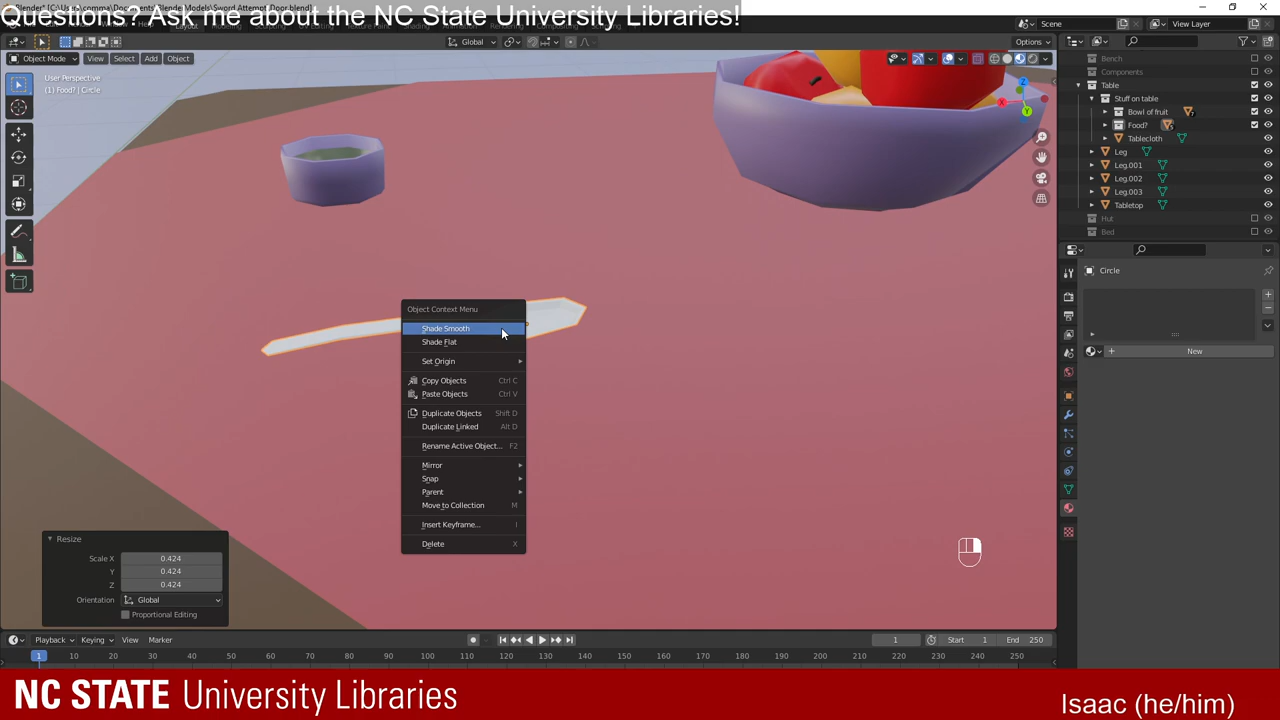 Questions? Ask me about the NC State University Libraries!
Scene
View Layer
Global
Options
Object Mode
View
Select
Add
Object
User Perspective
(1) Food? | Circle
Bench
Components
Table
Stuff on table
Bowl of fruit
Food?
Tablecloth
Leg
Leg.001
Leg.002
Leg.003
Tabletop
Hut
Bed
Circle
New
Object Context Menu
Shade Smooth
Shade Flat
Set Origin
Copy Objects Ctrl C
Paste Objects Ctrl V
Duplicate Objects Shift D
Duplicate Linked Alt D
Rename Active Object... F2
Mirror
Snap
Parent
Move to Collection M
Insert Keyframe... I
Delete X
Resize
Scale X 0.424
Y 0.424
Z 0.424
Orientation Global
Proportional Editing
Playback Keying View Marker
1 Start 1 End 250
1 10 20 30 40 50 60 70 80 90 100 110 120 130 140 150 160 170 180 190 200 210 220 230 240 250
NC STATE University Libraries
Isaac (he/him)